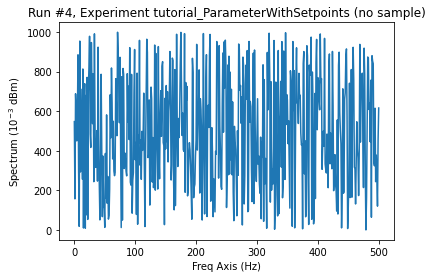 Run #4, Experiment tutorial_ParameterWithSetpoints (no sample)
1000
800
600
400
200
0
Spectrum (10⁻³ dBm)
0 100 200 300 400 500
Freq Axis (Hz)